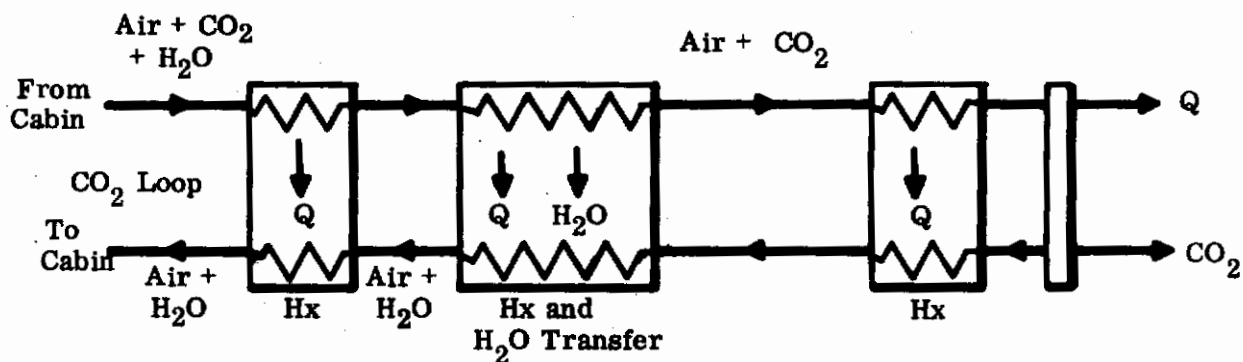 Air + CO₂
+ H₂O
Air + CO₂
From
Cabin
Q
CO₂ Loop
Q
Q
H₂O
Q
To
Cabin
CO₂
Air +
H₂O
Hx
Air +
H₂O
Hx and
H₂O Transfer
Hx